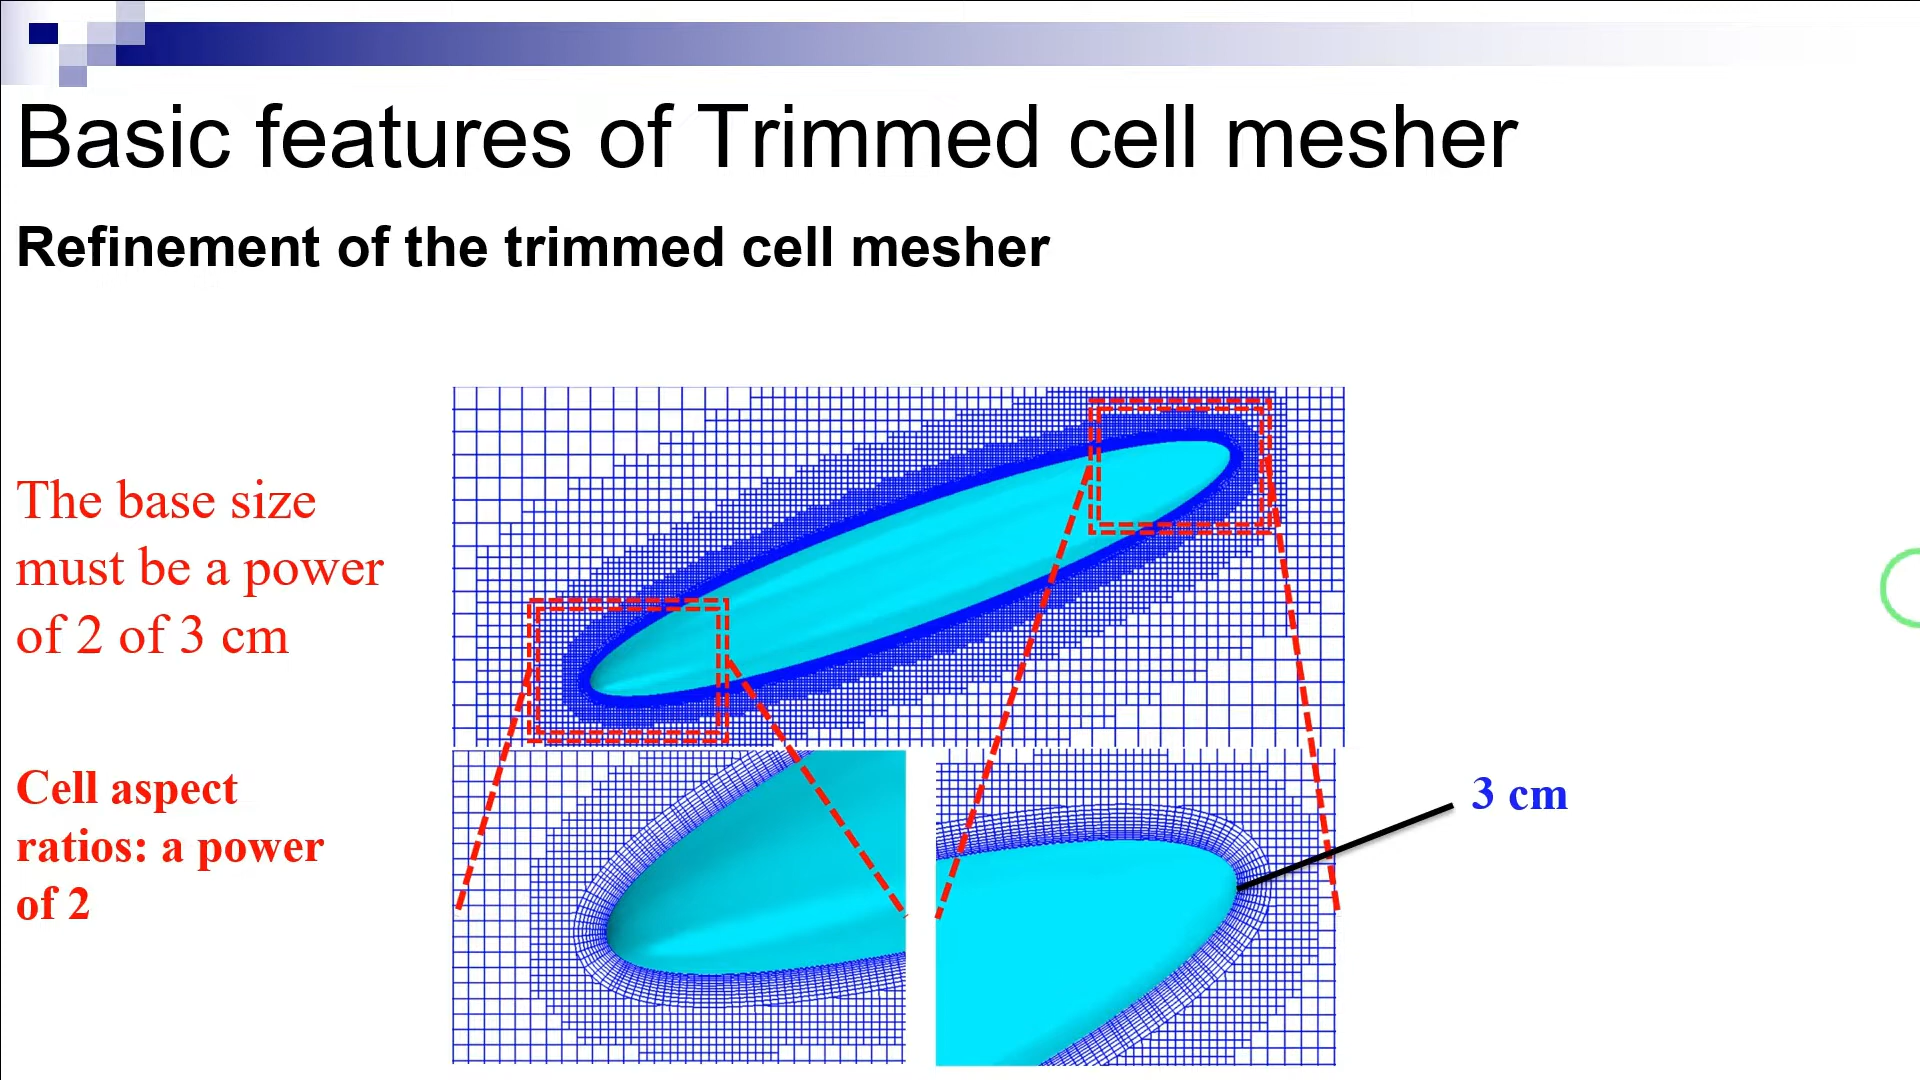 Basic features of Trimmed cell mesher
Refinement of the trimmed cell mesher
The base size
must be a power
of 2 of 3 cm
Cell aspect
ratios: a power
of 2
3 cm